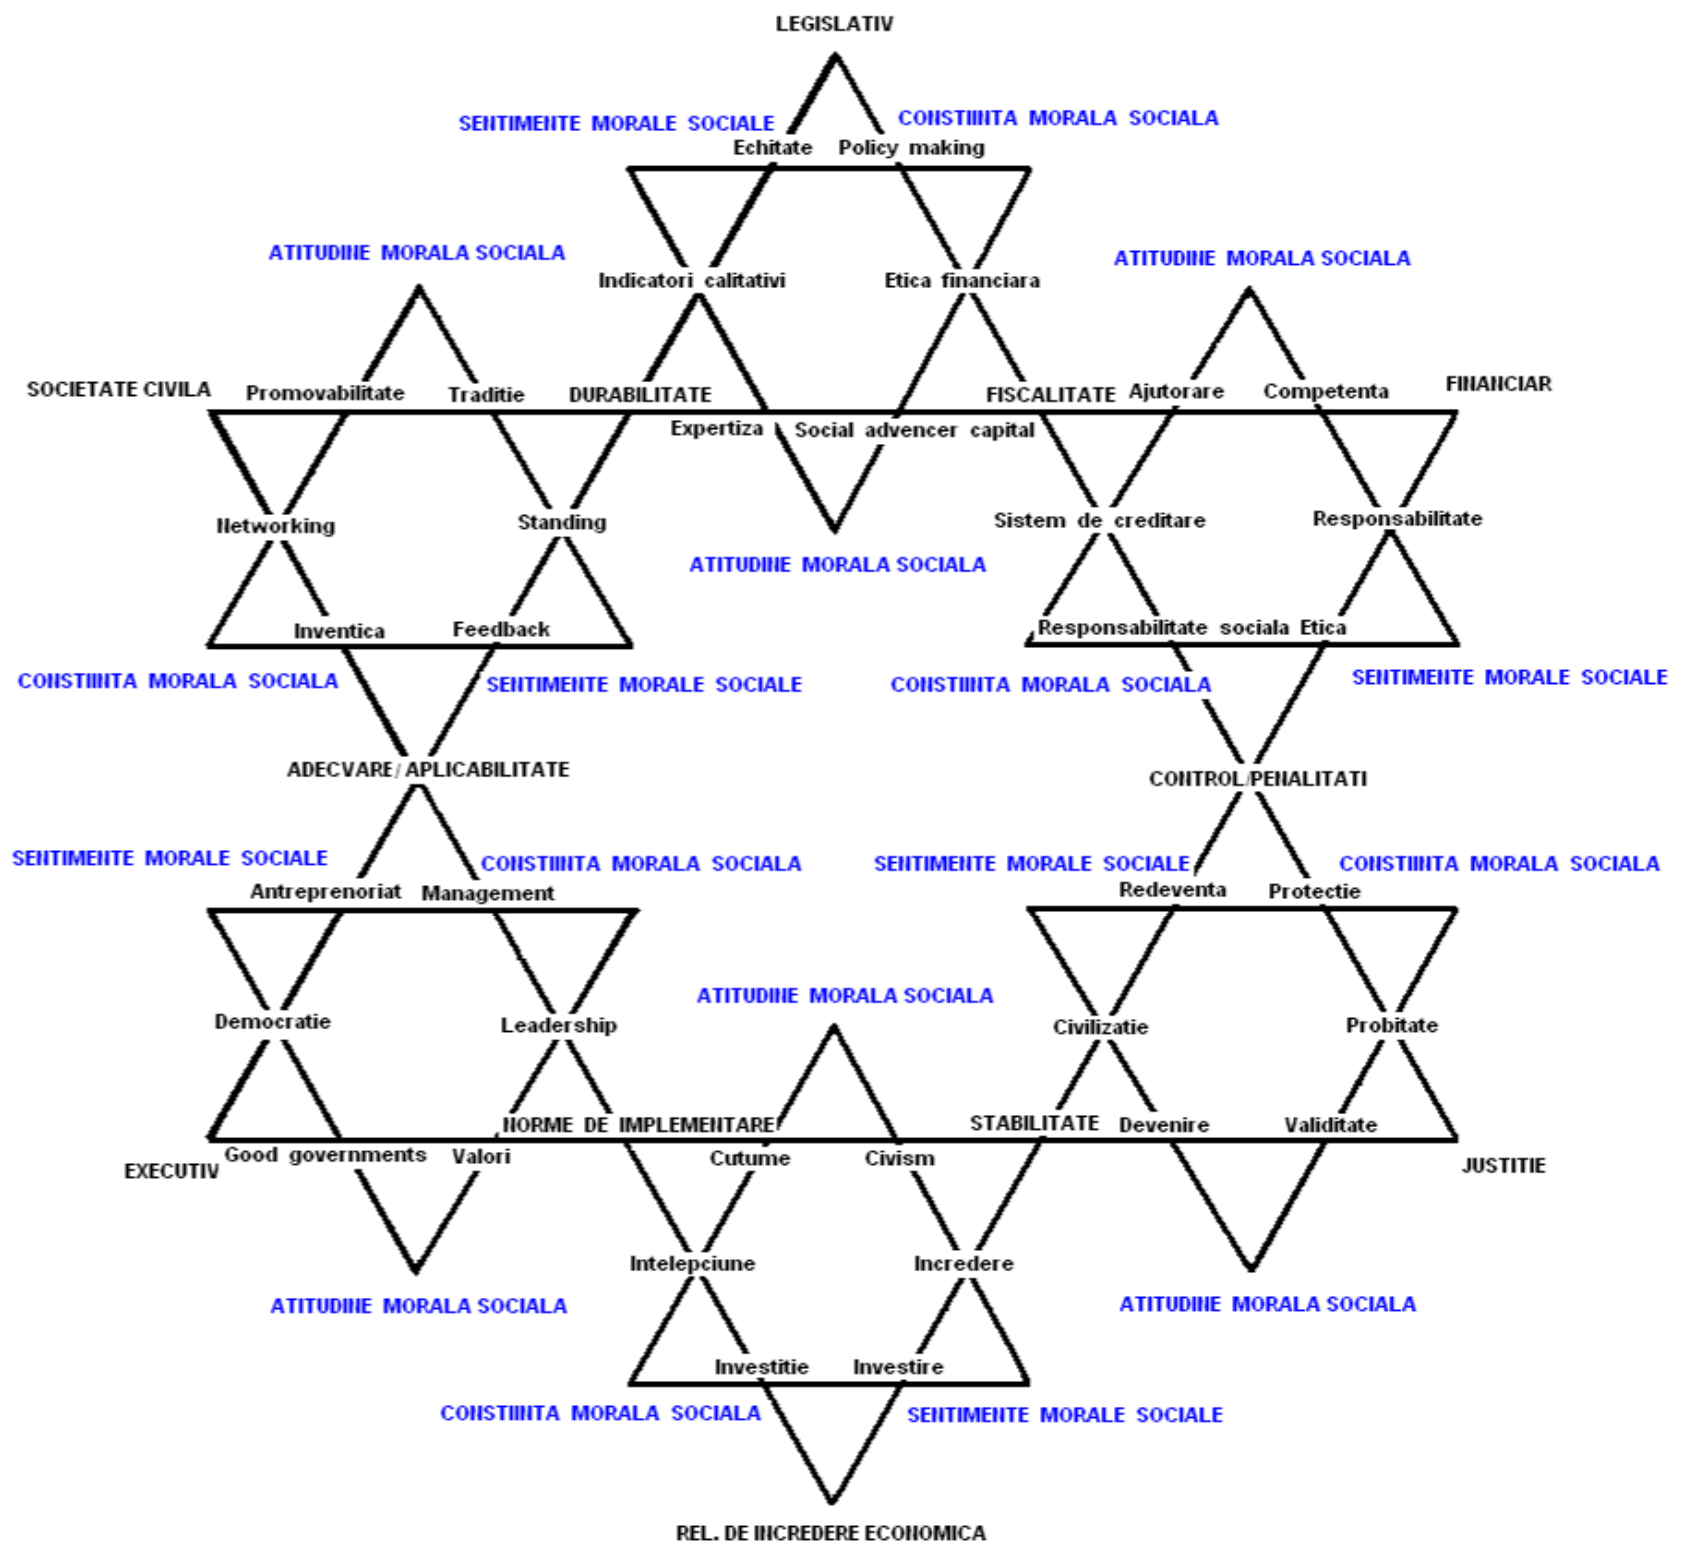 LEGISLATIV
SENTIMENTE MORALE SOCIALE
CONSTIINTA MORALA SOCIALA
Echitate
Policy making
ATITUDINE MORALA SOCIALA
ATITUDINE MORALA SOCIALA
Indicatori calitativi
Etica financiara
SOCIETATE CIVILA
Promovabilitate
Traditie
DURABILITATE
FISCALITATE
Ajutorare
Competenta
FINANCIAR
Expertiza
Social advencer capital
Networking
Standing
Sistem de creditare
Responsabilitate
ATITUDINE MORALA SOCIALA
Inventica
Feedback
Responsabilitate sociala
Etica
CONSTIINTA MORALA SOCIALA
SENTIMENTE MORALE SOCIALE
CONSTIINTA MORALA SOCIALA
SENTIMENTE MORALE SOCIALE
ADECVARE/APLICABILITATE
CONTROL/PENALITATI
SENTIMENTE MORALE SOCIALE
CONSTIINTA MORALA SOCIALA
SENTIMENTE MORALE SOCIALE
CONSTIINTA MORALA SOCIALA
Antreprenoriat
Management
Redeventa
Protectie
ATITUDINE MORALA SOCIALA
Democratie
Leadership
Civilizatie
Probitate
NORME DE IMPLEMENTARE
STABILITATE
Devenire
Validitate
EXECUTIV
Good governments
Valori
Cutume
Civism
JUSTITIE
Intelepciune
Incredere
ATITUDINE MORALA SOCIALA
ATITUDINE MORALA SOCIALA
Investitie
Investire
CONSTIINTA MORALA SOCIALA
SENTIMENTE MORALE SOCIALE
REL. DE INCREDERE ECONOMICA